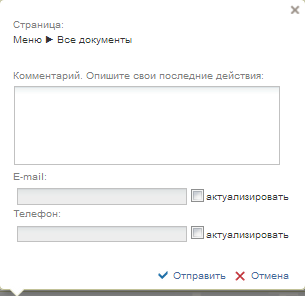 Страница:
Меню ► Все документы
Комментарий. Опишите свои последние действия:
E-mail:
актуализировать
Телефон:
актуализировать
Отправить Отмена